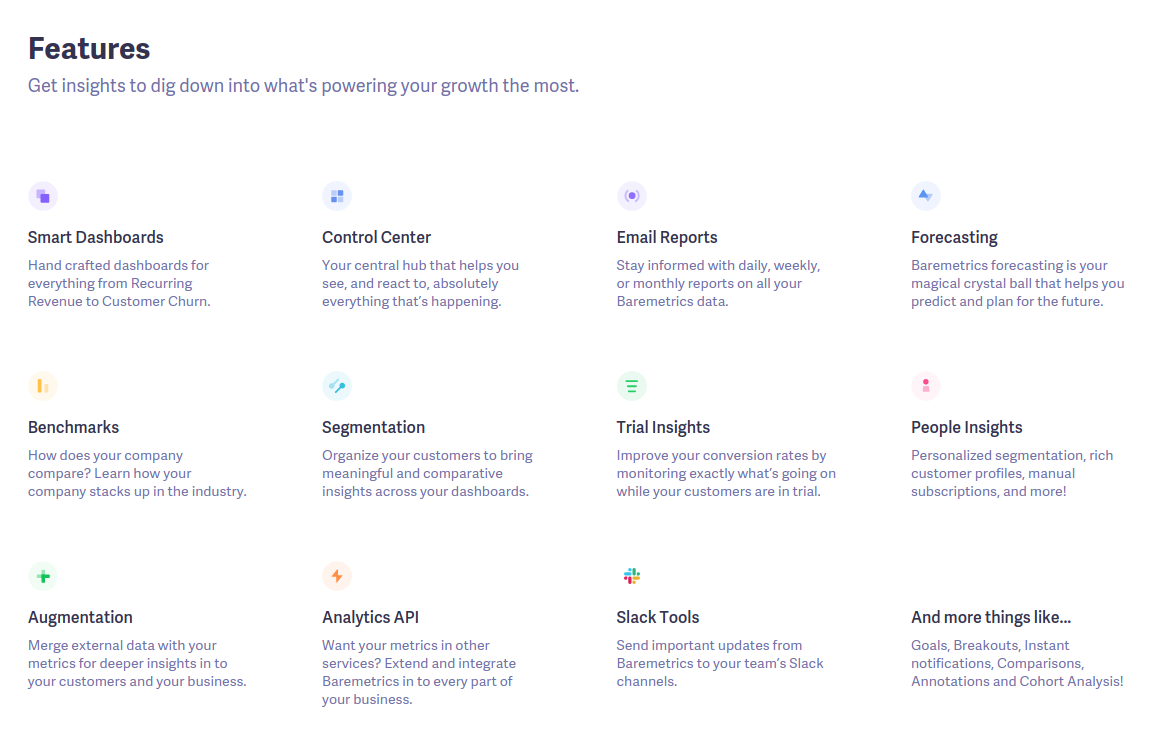 Features
Get insights to dig down into what's powering your growth the most.
Smart Dashboards
Hand crafted dashboards for
everything from Recurring
Revenue to Customer Churn.
Control Center
Your central hub that helps you
see, and react to, absolutely
everything that’s happening.
Email Reports
Stay informed with daily, weekly,
or monthly reports on all your
Baremetrics data.
Forecasting
Baremetrics forecasting is your
magical crystal ball that helps you
predict and plan for the future.
Benchmarks
How does your company
compare? Learn how your
company stacks up in the industry.
Segmentation
Organize your customers to bring
meaningful and comparative
insights across your dashboards.
Trial Insights
Improve your conversion rates by
monitoring exactly what’s going on
while your customers are in trial.
People Insights
Personalized segmentation, rich
customer profiles, manual
subscriptions, and more!
Augmentation
Merge external data with your
metrics for deeper insights in to
your customers and your business.
Analytics API
Want your metrics in other
services? Extend and integrate
Baremetrics in to every part of
your business.
Slack Tools
Send important updates from
Baremetrics to your team’s Slack
channels.
And more things like...
Goals, Breakouts, Instant
notifications, Comparisons,
Annotations and Cohort Analysis!